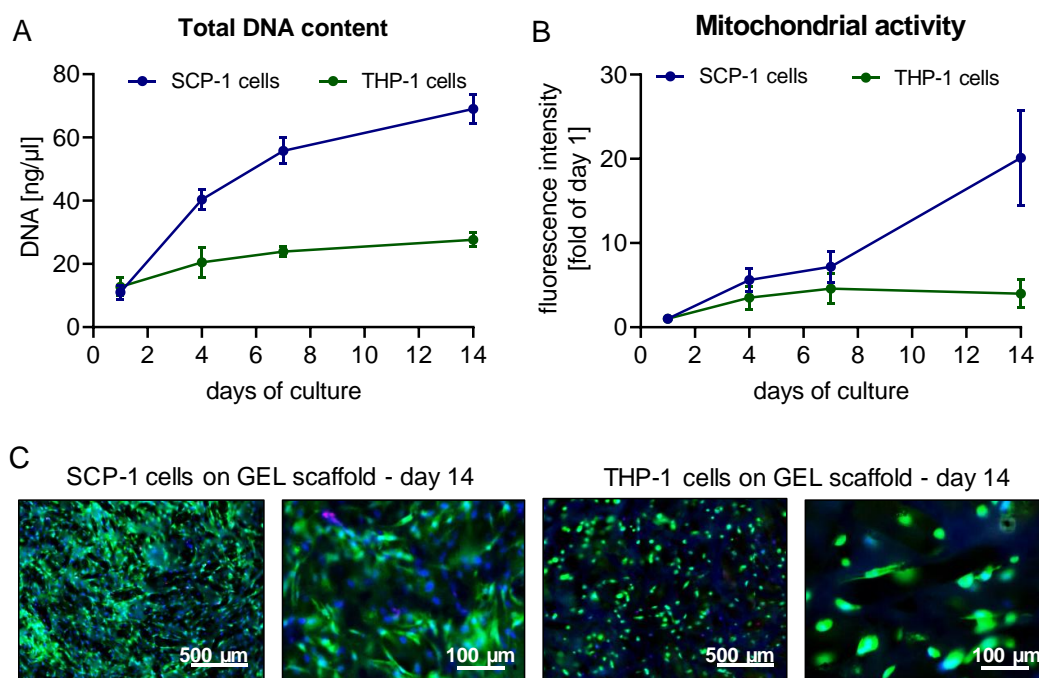 A
Total DNA content
SCP-1 cells
THP-1 cells
80
60
40
20
0
DNA [ng/µl]
0 2 4 6 8 10 12 14
days of culture
B
Mitochondrial activity
SCP-1 cells
THP-1 cells
30
20
10
0
fluorescence intensity
[fold of day 1]
0 2 4 6 8 10 12 14
days of culture
C
SCP-1 cells on GEL scaffold - day 14
THP-1 cells on GEL scaffold - day 14
500 µm
100 µm
500 µm
100 µm